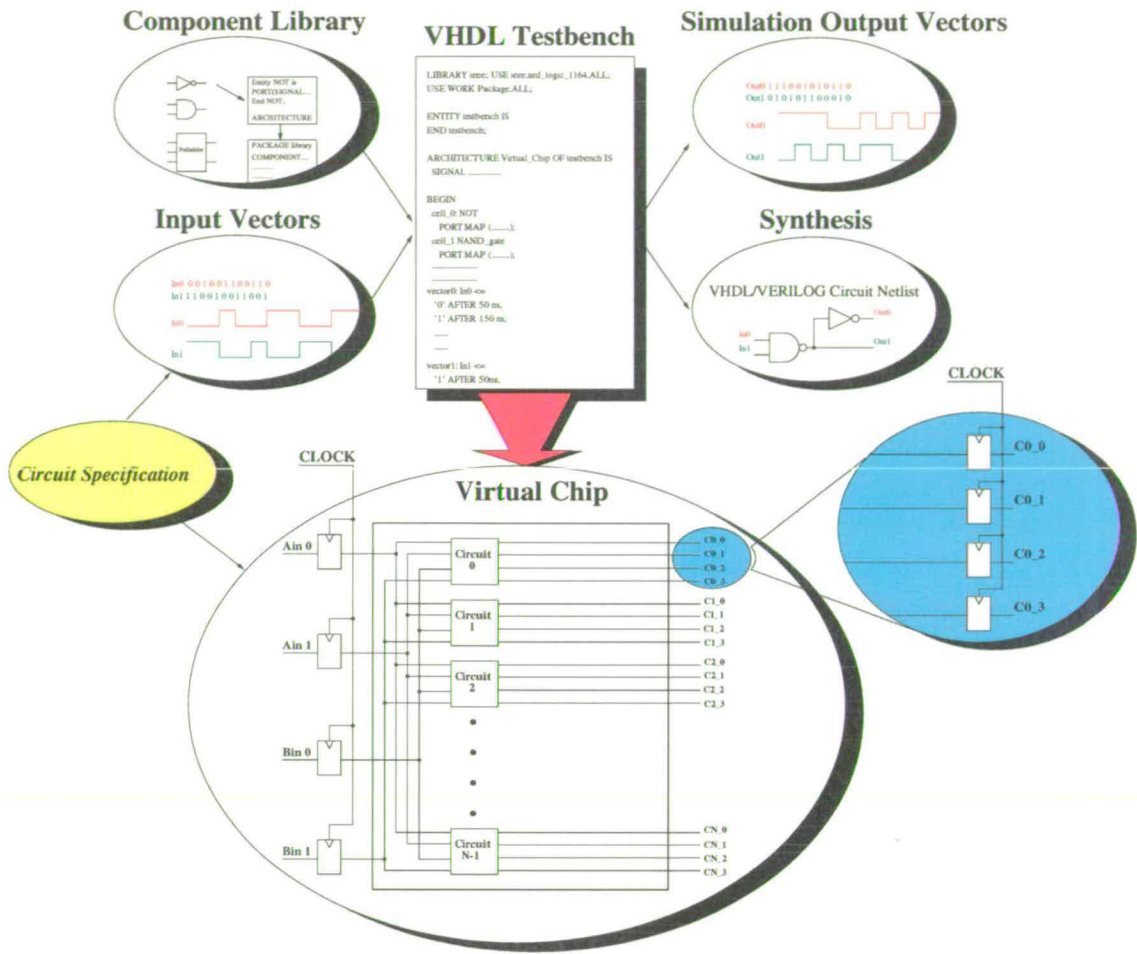 Component Library
Entity NOT is
PORT(SIGNAL...
End NOT,
ARCHITECTURE
PACKAGE library
COMPONENT ...
Fulladder
VHDL Testbench
LIBRARY ieee; USE ieee.std_logic_1164.ALL;
USE WORK Package.ALL;
ENTITY testbench IS
END testbench;
ARCHITECTURE Virtual_Chip OF testbench IS
SIGNAL ................
BEGIN
cell_0: NOT
PORT MAP (........);
cell_1 NAND_gate
PORT MAP (........);
vector0: In0 <=
'0' AFTER 50 ns,
'1' AFTER 150 ns,
vector1: In1 <=
'1' AFTER 50ns,
Simulation Output Vectors
Out0 1 1 1 0 0 1 0 1 0 1 1 0
Out1 0 1 0 1 0 1 1 0 0 0 1 0
Out0
Out1
Input Vectors
In0 0 0 1 0 0 1 1 0 0 1 1 0
In1 1 1 0 0 1 0 0 1 1 0 0 1
In0
In1
Synthesis
VHDL/VERILOG Circuit Netlist
In0
In1
Out0
Out1
Circuit Specification
Virtual Chip
CLOCK
Ain 0
Ain 1
Bin 0
Bin 1
Circuit
0
Circuit
1
Circuit
2
Circuit
N-1
C0_0
C0_1
C0_2
C0_3
C1_0
C1_1
C1_2
C1_3
C2_0
C2_1
C2_2
C2_3
CN_0
CN_1
CN_2
CN_3
CLOCK
C0_0
C0_1
C0_2
C0_3